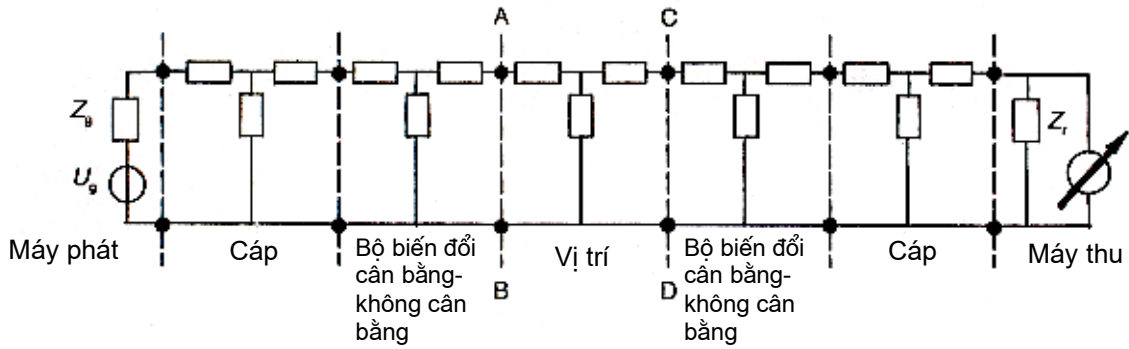 A
C
Zg
Ug
Zr
Máy phát
Cáp
Bộ biến đổi
cân bằng-
không cân
bằng
B
Vị trí
D
Bộ biến đổi
cân bằng-
không cân
bằng
Cáp
Máy thu